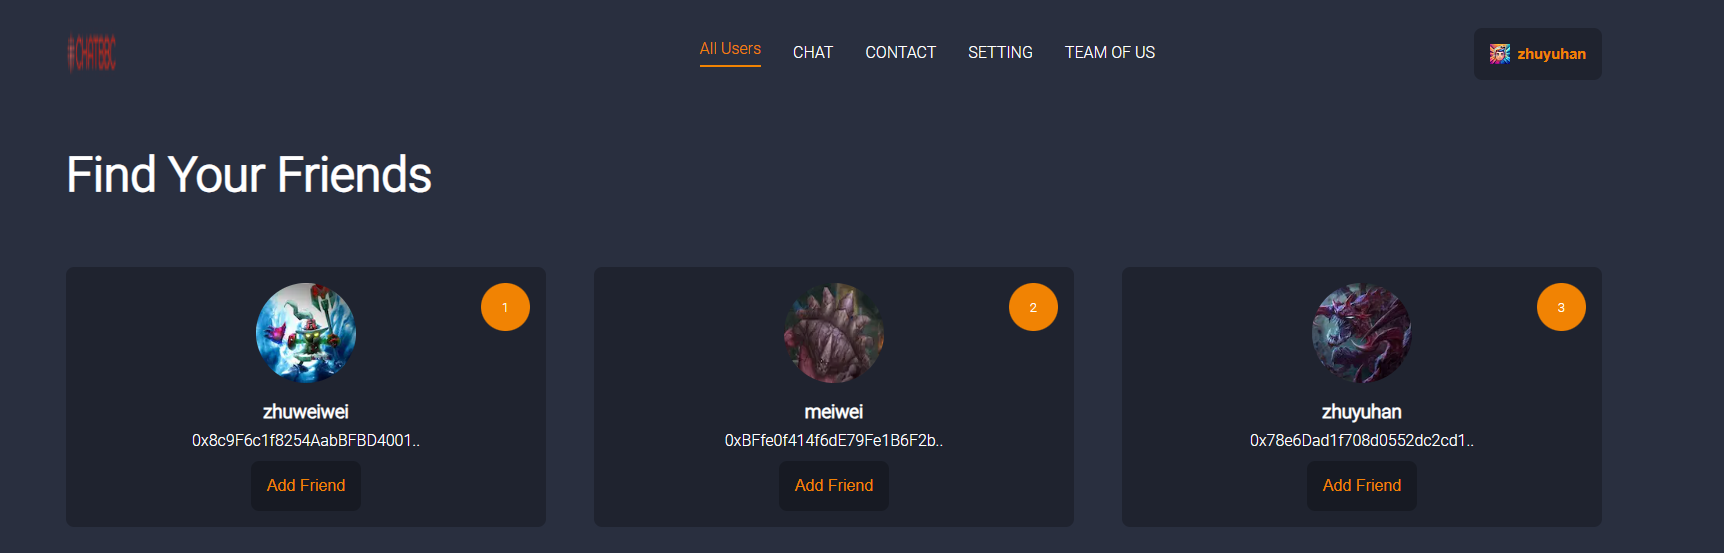 #CHATBBC
All Users CHAT CONTACT SETTING TEAM OF US
zhuyuhan
Find Your Friends
1
zhuweiwei
0x8c9F6c1f8254AabBFBD4001..
Add Friend
2
meiwei
0xBFfe0f414f6dE79Fe1B6F2b..
Add Friend
3
zhuyuhan
0x78e6Dad1f708d0552dc2cd1..
Add Friend